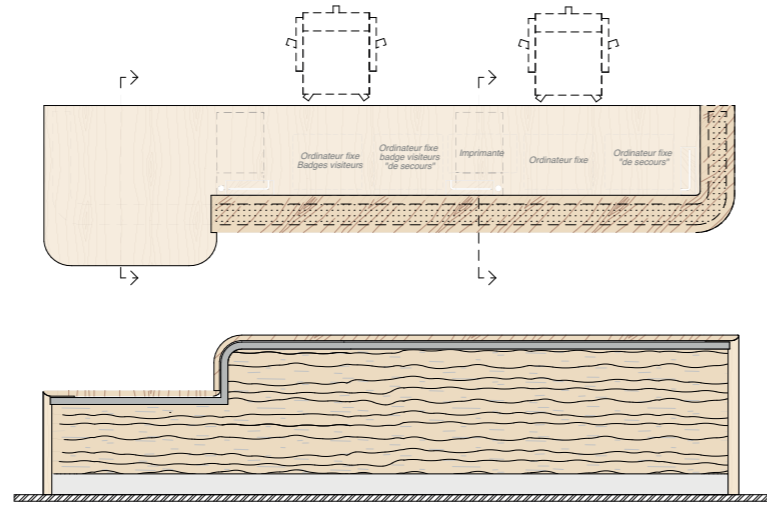 Ordinateur fixe
Badges visiteurs
Ordinateur fixe
badge visiteurs
"de secours"
Imprimante
Ordinateur fixe
Ordinateur fixe
"de secours"